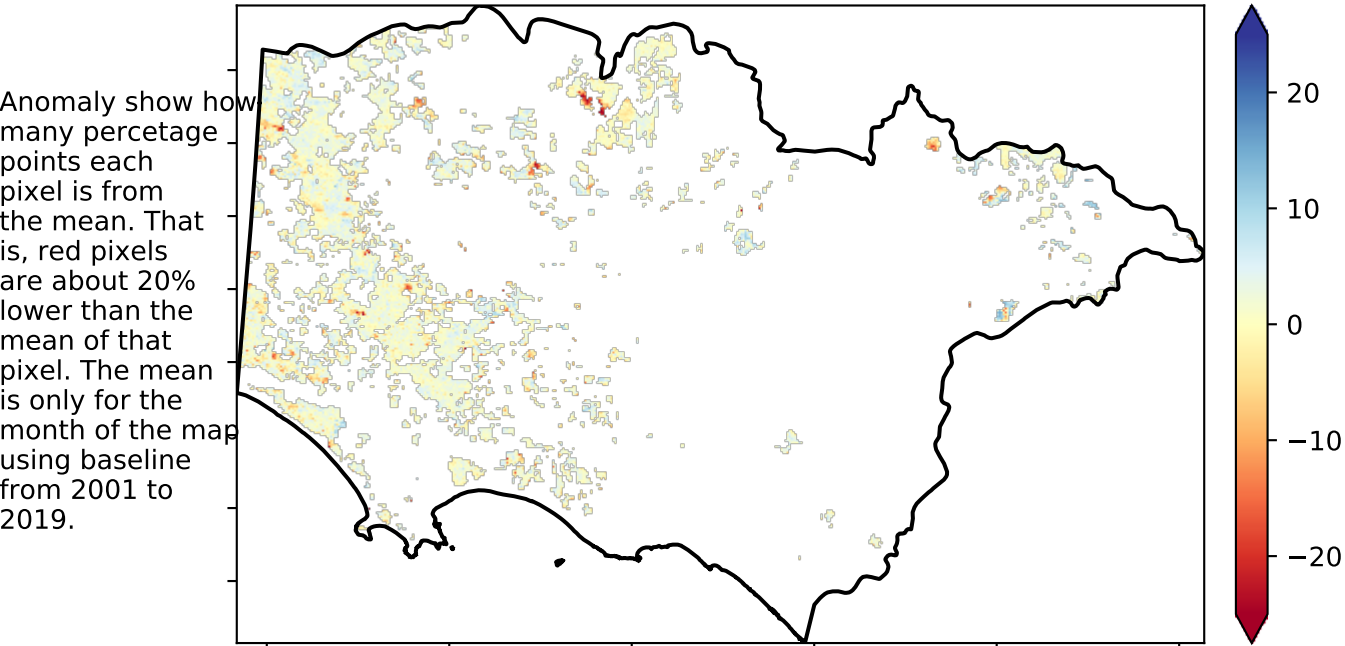 Anomaly show how
many percetage
points each
pixel is from
the mean. That
is, red pixels
are about 20%
lower than the
mean of that
pixel. The mean
is only for the
month of the map
using baseline
from 2001 to
2019.
20
10
0
−10
−20